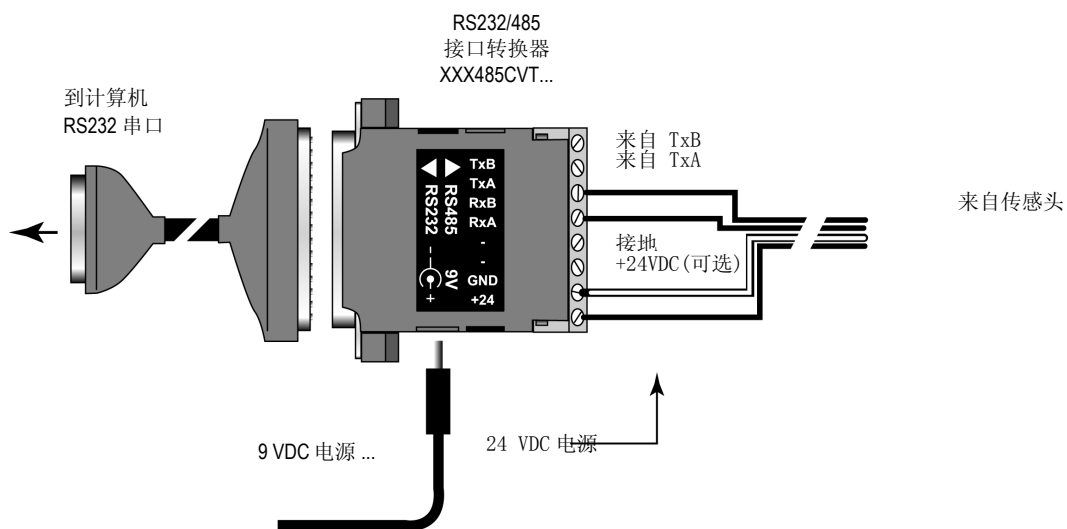 RS232/485
接口转换器
XXX485CVT...
到计算机
RS232 串口
来自 TxB
来自 TxA
来自传感头
接地
+24VDC(可选)
TxB
TxA
RxB
RxA
-
-
GND
+24
RS485
RS232
9V
-
+
9 VDC 电源 ...
24 VDC 电源